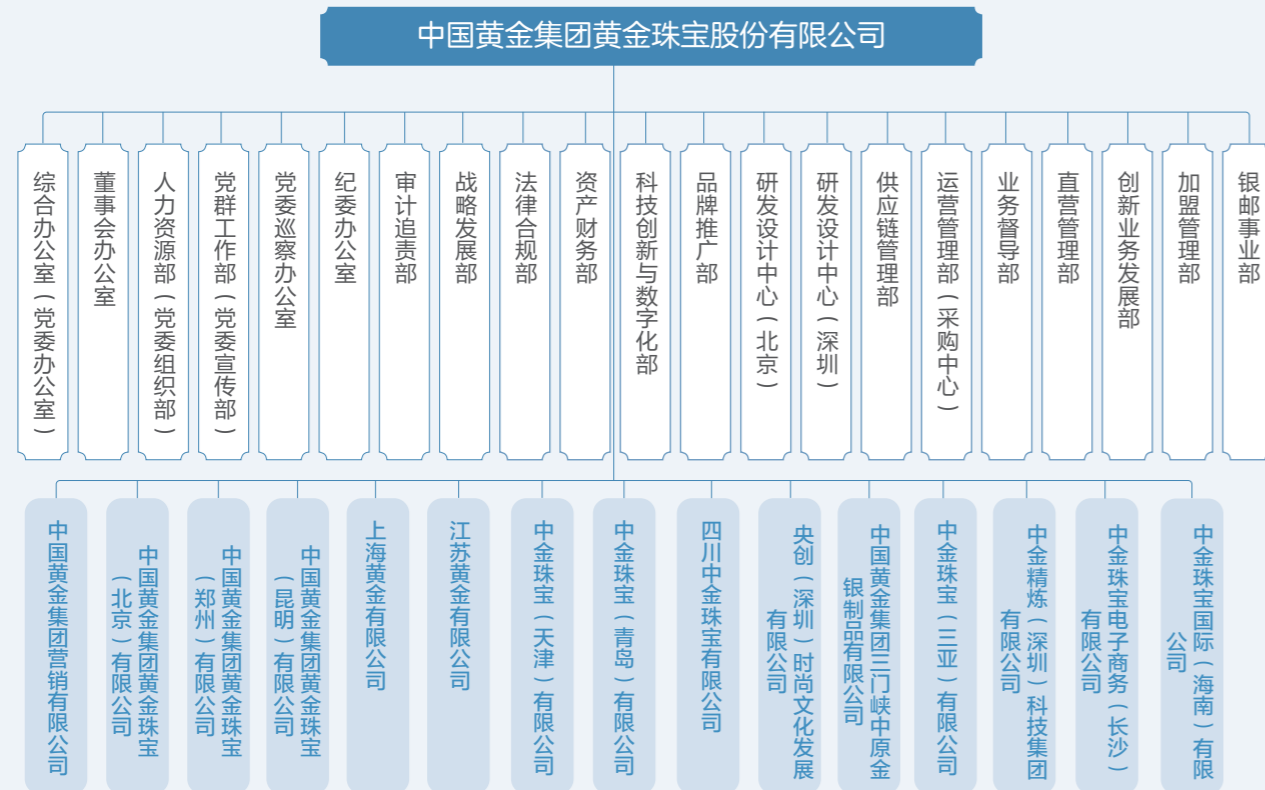 中国黄金集团黄金珠宝股份有限公司
综合办公室（党委办公室）
董事会办公室
人力资源部（党委组织部）
党群工作部（党委宣传部）
党委巡察办公室
纪委办公室
审计追责部
战略发展部
法律合规部
资产财务部
科技创新与数字化部
品牌推广部
研发设计中心（北京）
研发设计中心（深圳）
供应链管理部
运营管理部（采购中心）
业务督导部
直营管理部
创新业务发展部
加盟管理部
银邮事业部
中国黄金集团营销有限公司
中国黄金集团黄金珠宝
（北京）有限公司
中国黄金集团黄金珠宝
（郑州）有限公司
中国黄金集团黄金珠宝
（昆明）有限公司
上海黄金有限公司
江苏黄金有限公司
中金珠宝（天津）有限公司
中金珠宝（青岛）有限公司
四川中金珠宝有限公司
央创（深圳）时尚文化发展
有限公司
中国黄金集团三门峡中原金
银制品有限公司
中金珠宝（三亚）有限公司
中金精炼（深圳）科技集团
有限公司
中金珠宝电子商务（长沙）
有限公司
中金珠宝国际（海南）有限
公司